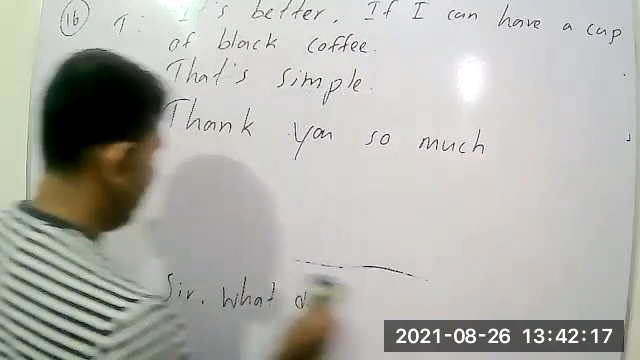 16 T: It's better. If I can have a cup
of black coffee.
That's simple.
Thank you so much
Sir. What
2021-08-26 13:42:17